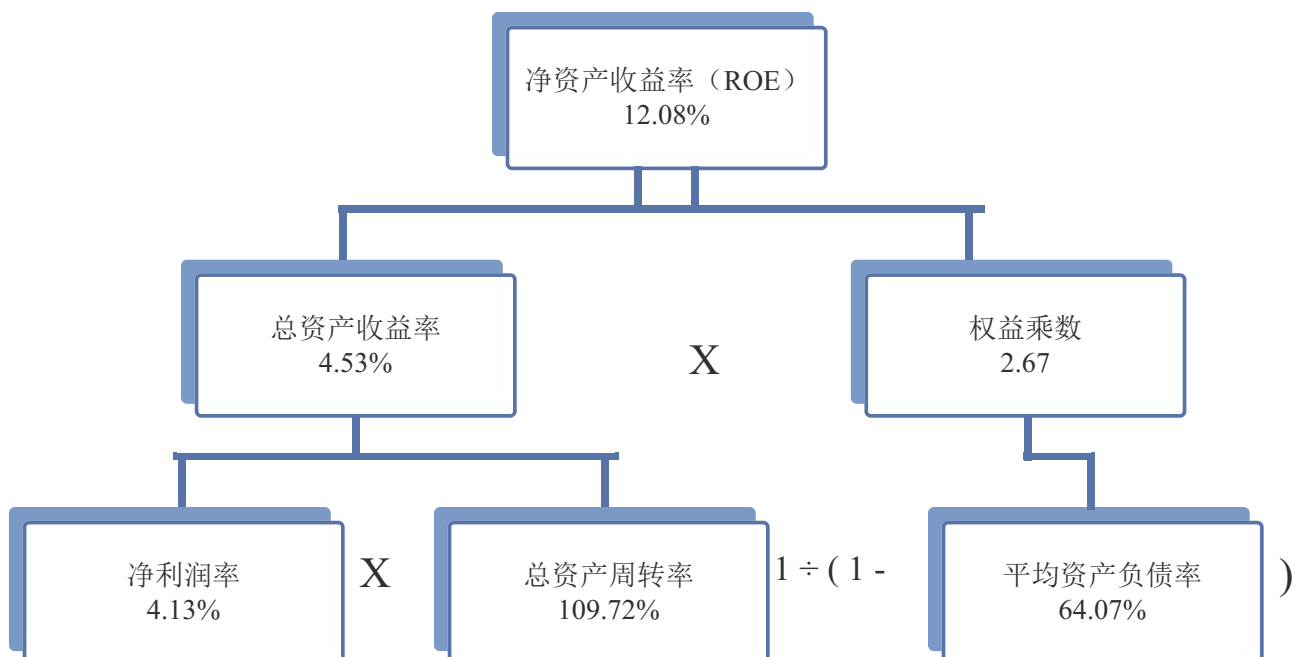 净资产收益率（ROE）
12.08%
总资产收益率
4.53%
X
权益乘数
2.67
净利润率
4.13%
X
总资产周转率
109.72%
1 ÷ ( 1 -
平均资产负债率
64.07%
)